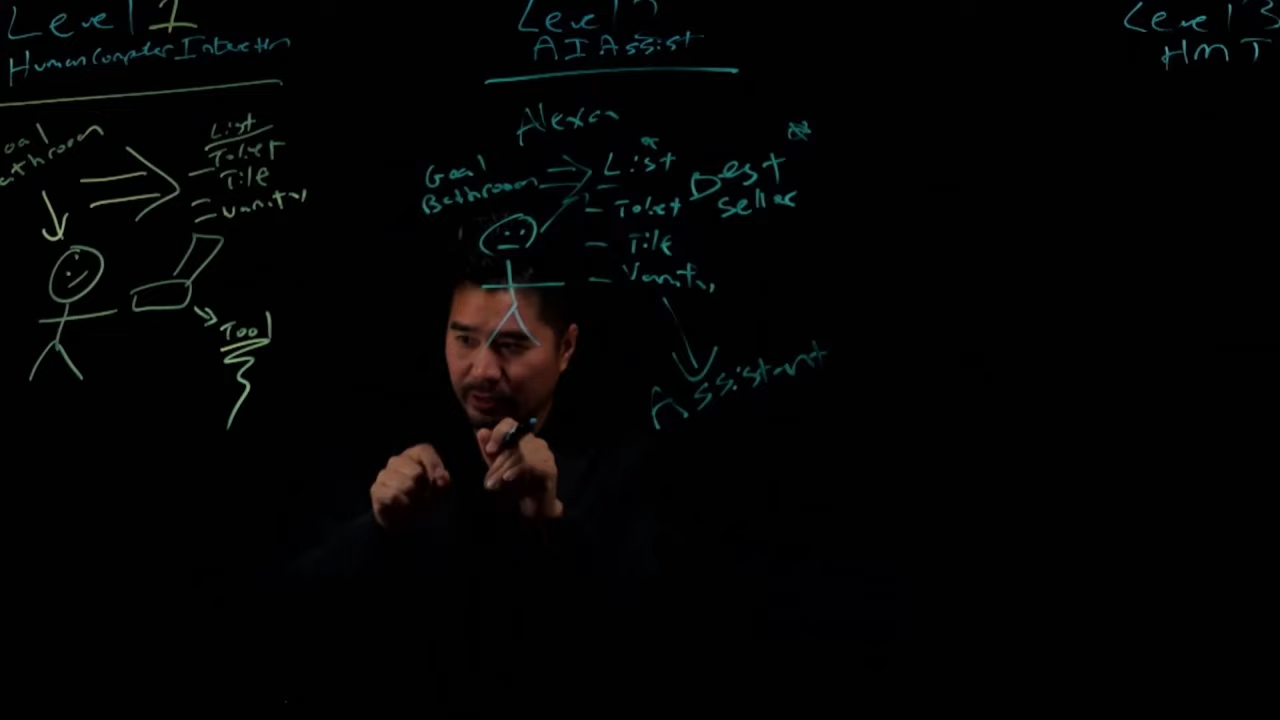 Level 1
Human Computer Interaction
Goal
Bathroom
List
Toilet
- Tile
= Vanity,
Tool
Level 2
AI Assist
Alexa
Goal
Bathroom
List
- Toilet
- Tile
- Vanity,
Best
Seller
Assistant
Level 3
HMT